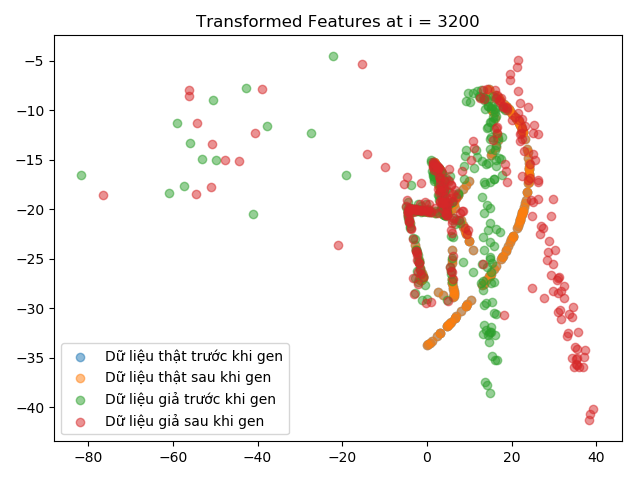 Transformed Features at i = 3200
−5
−10
−15
−20
−25
−30
−35
−40
Dữ liệu thật trước khi gen
Dữ liệu thật sau khi gen
Dữ liệu giả trước khi gen
Dữ liệu giả sau khi gen
−80 −60 −40 −20 0 20 40